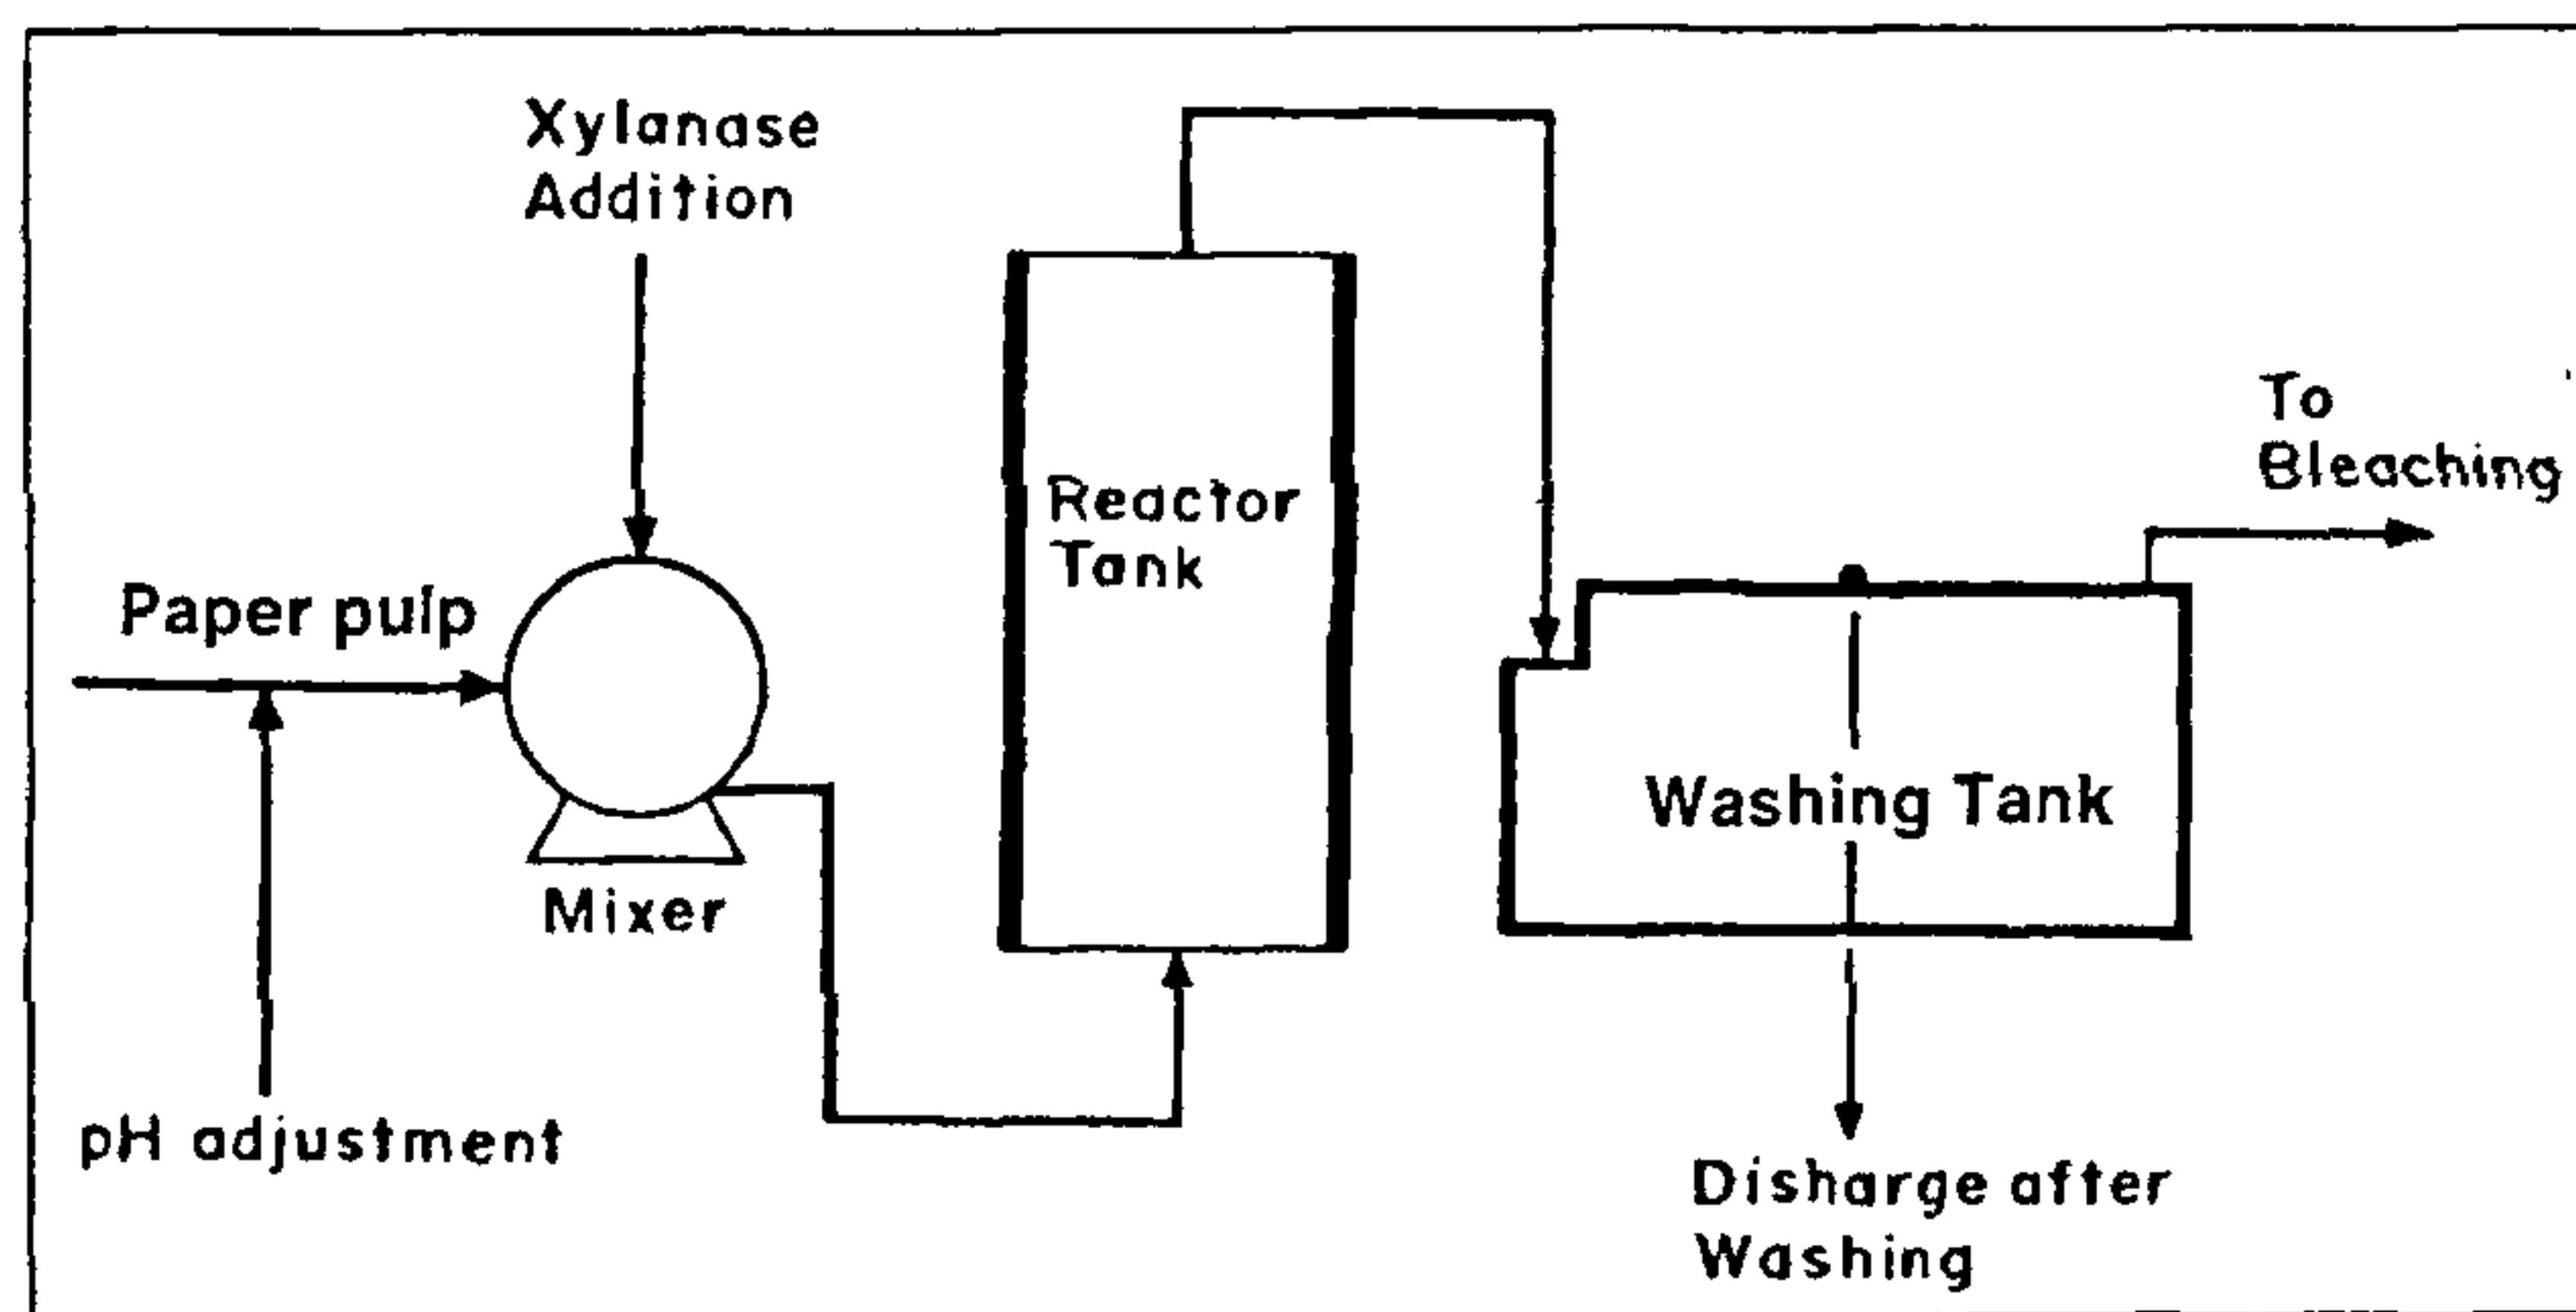 Xylanase
Addition
Paper pulp
Mixer
pH adjustment
Reactor
Tank
Washing Tank
To
Bleaching
Disharge after
Washing